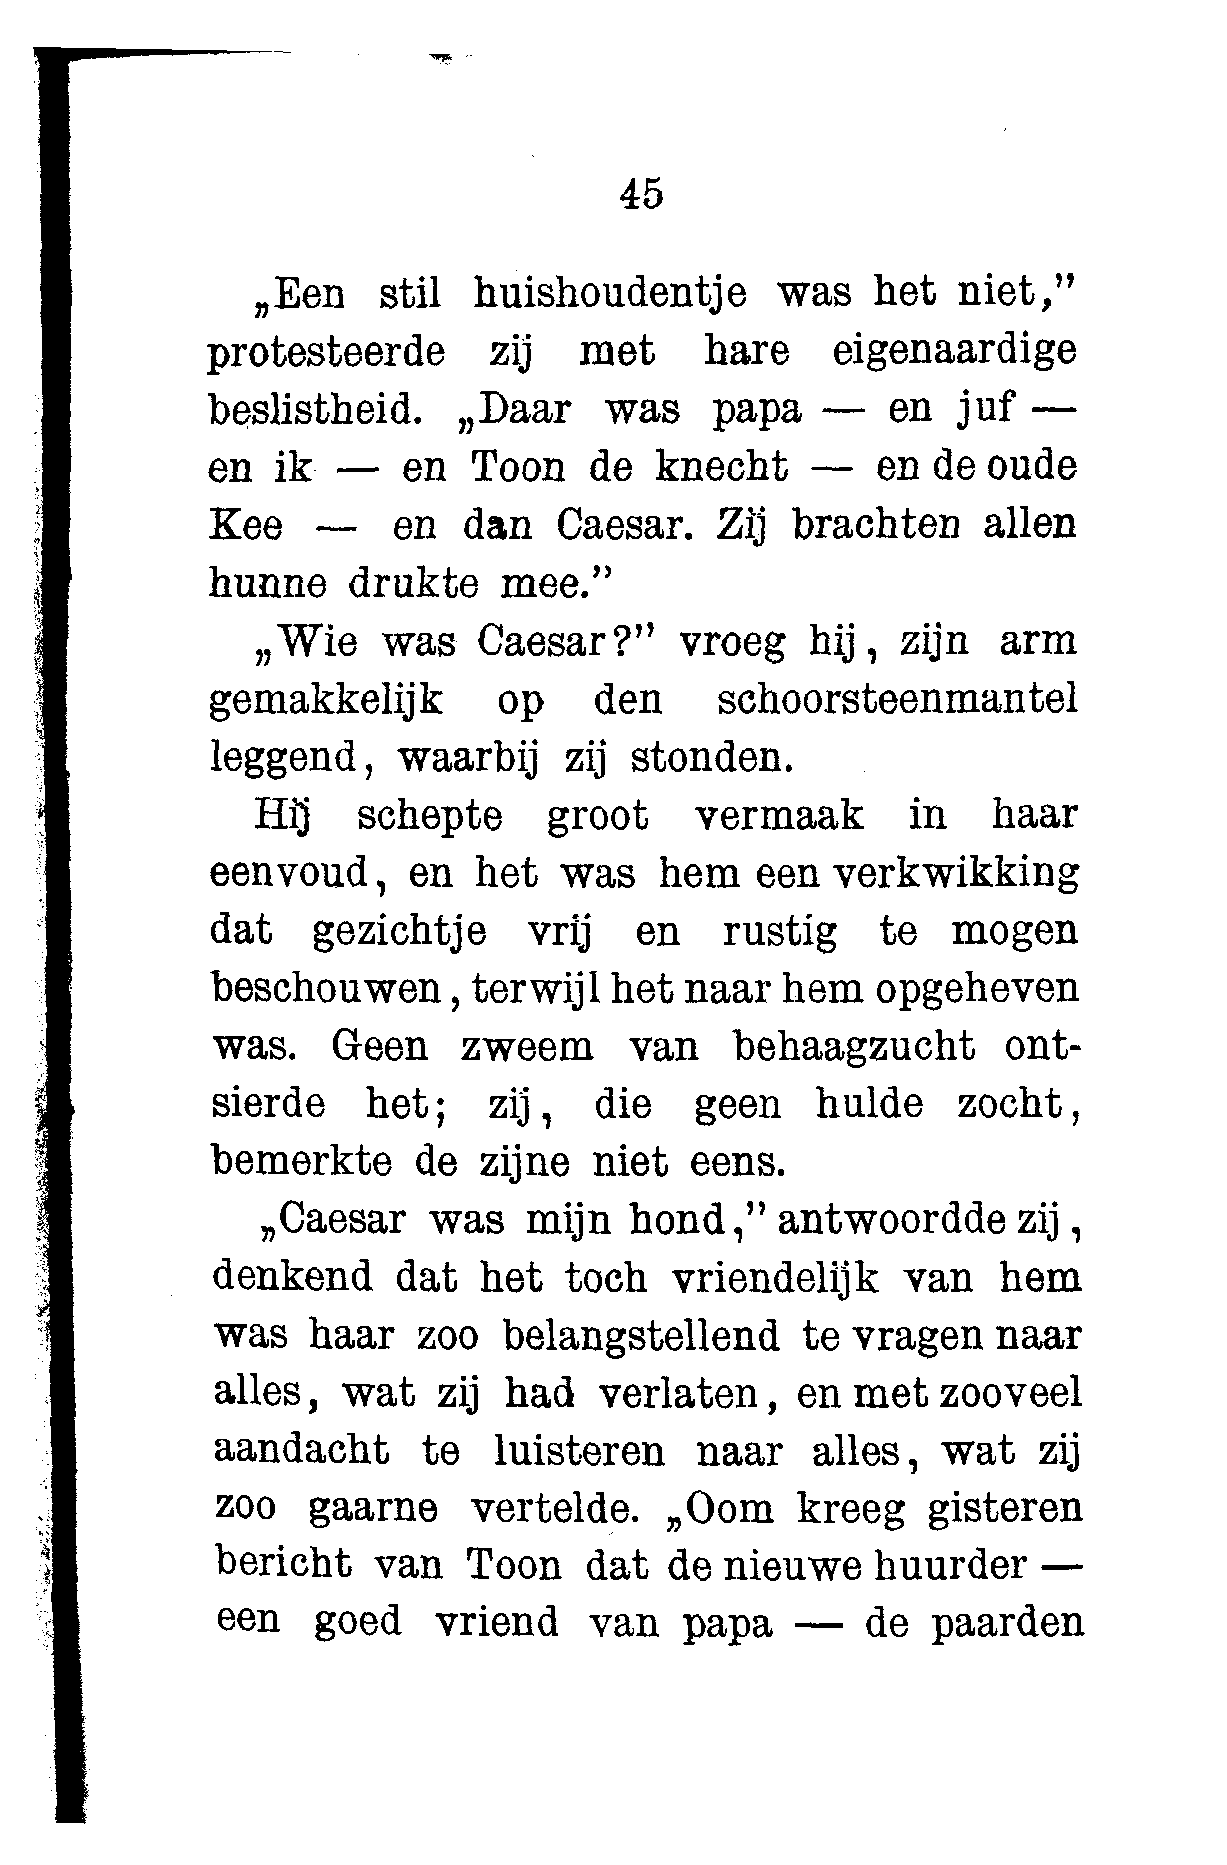 45
„Een stil huishoudentje was het niet,”
protesteerde zij met hare eigenaardige
beslistheid. „Daar was papa — en juf —
en ik — en Toon de knecht — en de oude
Kee — en dan Caesar. Zij brachten allen
hunne drukte mee.”
„Wie was Caesar?” vroeg hij, zijn arm
gemakkelijk op den schoorsteenmantel
leggend, waarbij zij stonden.
Hij schepte groot vermaak in haar
eenvoud, en het was hem een verkwikking
dat gezichtje vrij en rustig te mogen
beschouwen, terwijl het naar hem opgeheven
was. Geen zweem van behaagzucht ont-
sierde het; zij, die geen hulde zocht,
bemerkte de zijne niet eens.
„Caesar was mijn hond,” antwoordde zij,
denkend dat het toch vriendelijk van hem
was haar zoo belangstellend te vragen naar
alles, wat zij had verlaten, en met zooveel
aandacht te luisteren naar alles, wat zij
zoo gaarne vertelde. „Oom kreeg gisteren
bericht van Toon dat de nieuwe huurder —
een goed vriend van papa — de paarden